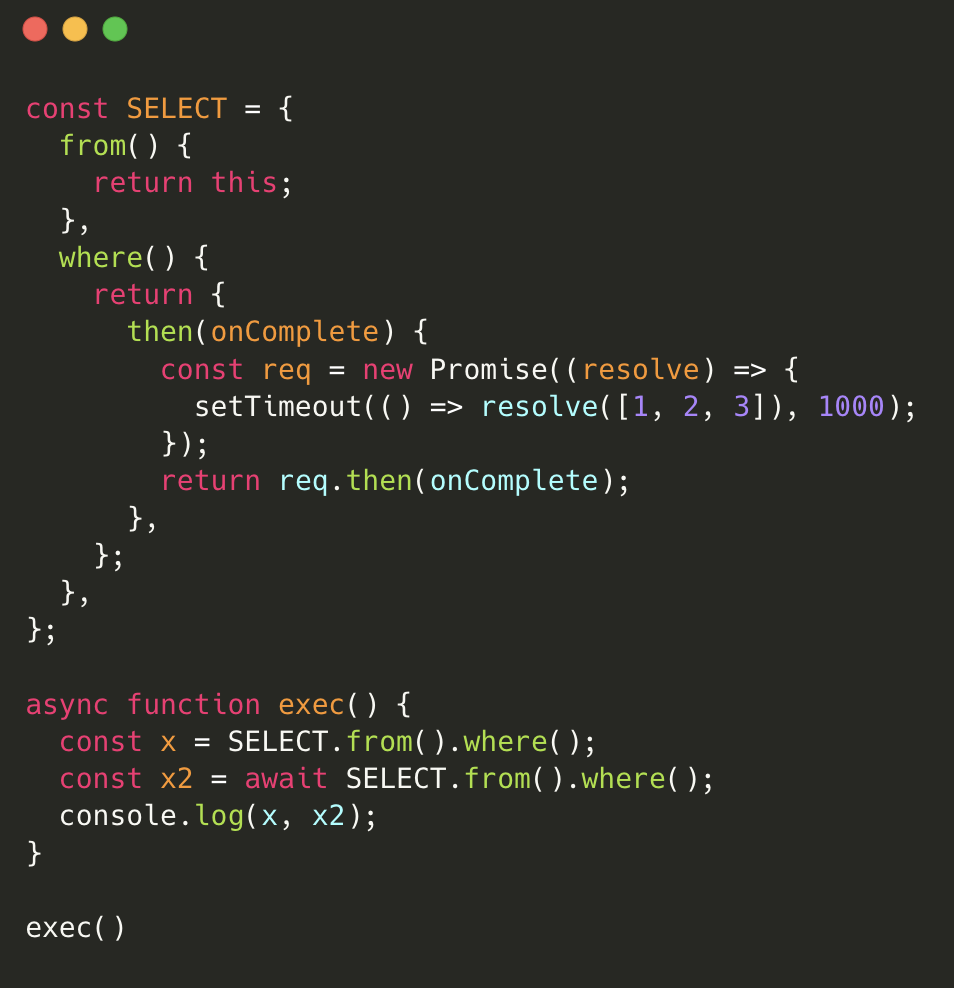 const SELECT = {
  from() {
    return this;
  },
  where() {
    return {
      then(onComplete) {
        const req = new Promise((resolve) => {
          setTimeout(() => resolve([1, 2, 3]), 1000);
        });
        return req.then(onComplete);
      },
    };
  },
};

async function exec() {
  const x = SELECT.from().where();
  const x2 = await SELECT.from().where();
  console.log(x, x2);
}

exec()